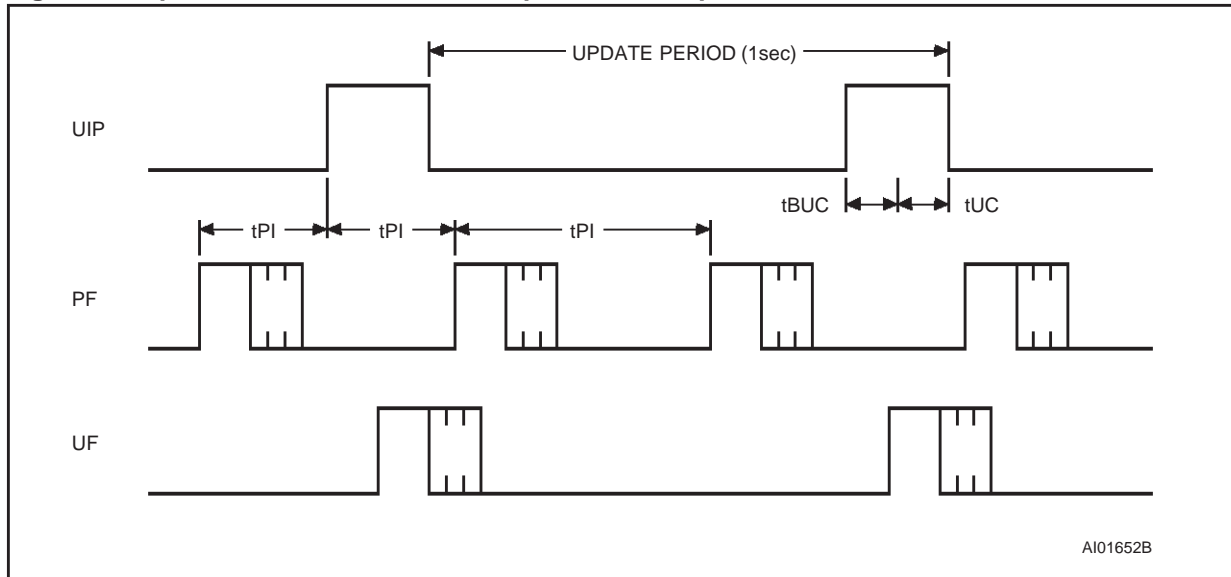 UPDATE PERIOD (1sec)
UIP
tBUC
tUC
tPI
tPI
tPI
PF
UF
AI01652B